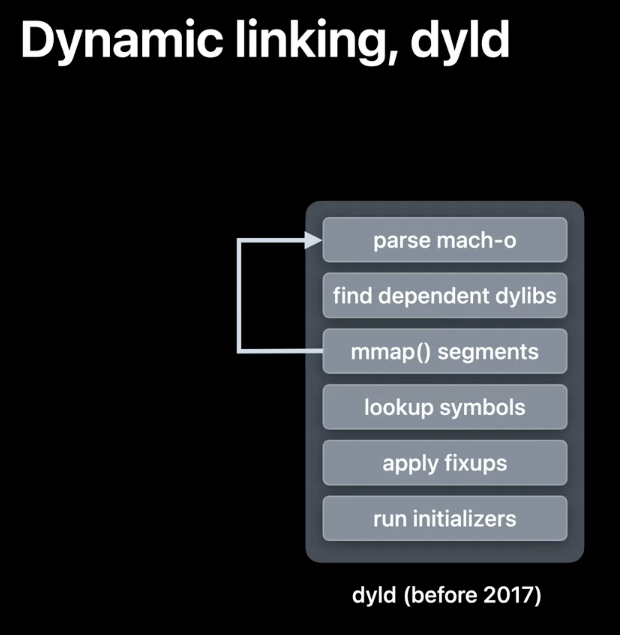 Dynamic linking, dyld
parse mach-o
find dependent dylibs
mmap() segments
lookup symbols
apply fixups
run initializers
dyld (before 2017)